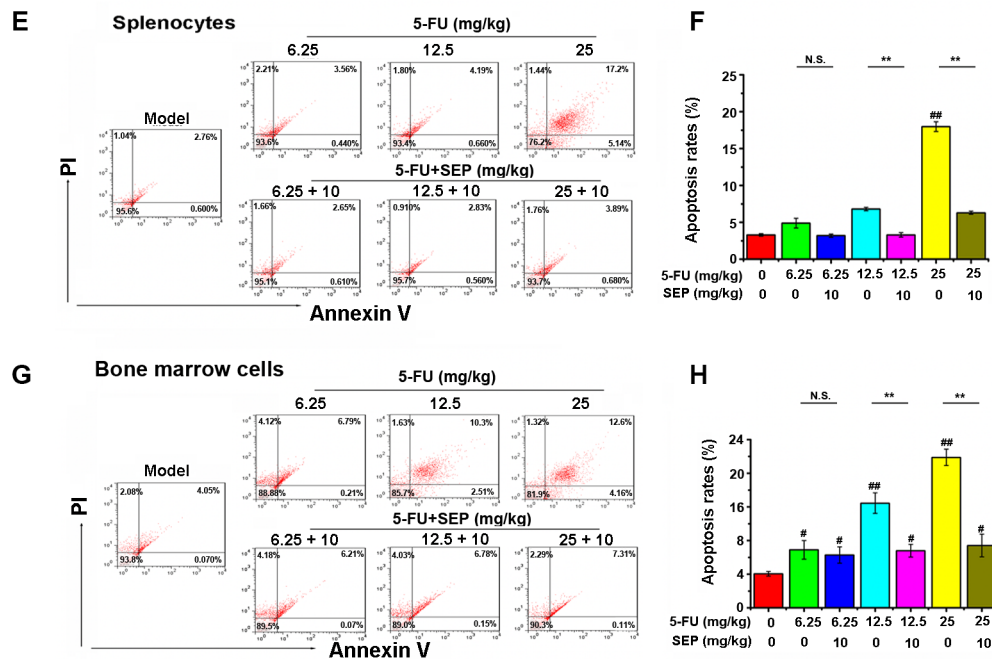 E
Splenocytes
5-FU (mg/kg)
6.25 12.5 25
2.21% 3.56% 1.80% 4.19% 1.44% 17.2%
93.6% 0.440% 93.4% 0.660% 76.2% 5.14%
Model
1.04% 2.76%
95.6% 0.600%
5-FU+SEP (mg/kg)
6.25 + 10 12.5 + 10 25 + 10
1.66% 2.65% 0.910% 2.83% 1.76% 3.89%
95.1% 0.610% 95.7% 0.560% 93.7% 0.680%
PI
Annexin V
F
N.S. ** **
##
Apoptosis rates (%)
25
20
15
10
5
0
5-FU (mg/kg) 0 6.25 6.25 12.5 12.5 25 25
SEP (mg/kg) 0 0 10 0 10 0 10
G
Bone marrow cells
5-FU (mg/kg)
6.25 12.5 25
4.12% 6.79% 1.63% 10.3% 1.32% 12.6%
88.88% 0.21% 85.7% 2.51% 81.9% 4.16%
Model
2.08% 4.05%
93.8% 0.070%
5-FU+SEP (mg/kg)
6.25 + 10 12.5 + 10 25 + 10
4.18% 6.21% 4.03% 6.78% 2.29% 7.31%
89.5% 0.07% 89.0% 0.15% 90.3% 0.11%
PI
Annexin V
H
N.S. ** **
# # ## # ## #
Apoptosis rates (%)
24
20
16
8
4
0
5-FU (mg/kg) 0 6.25 6.25 12.5 12.5 25 25
SEP (mg/kg) 0 0 10 0 10 0 10